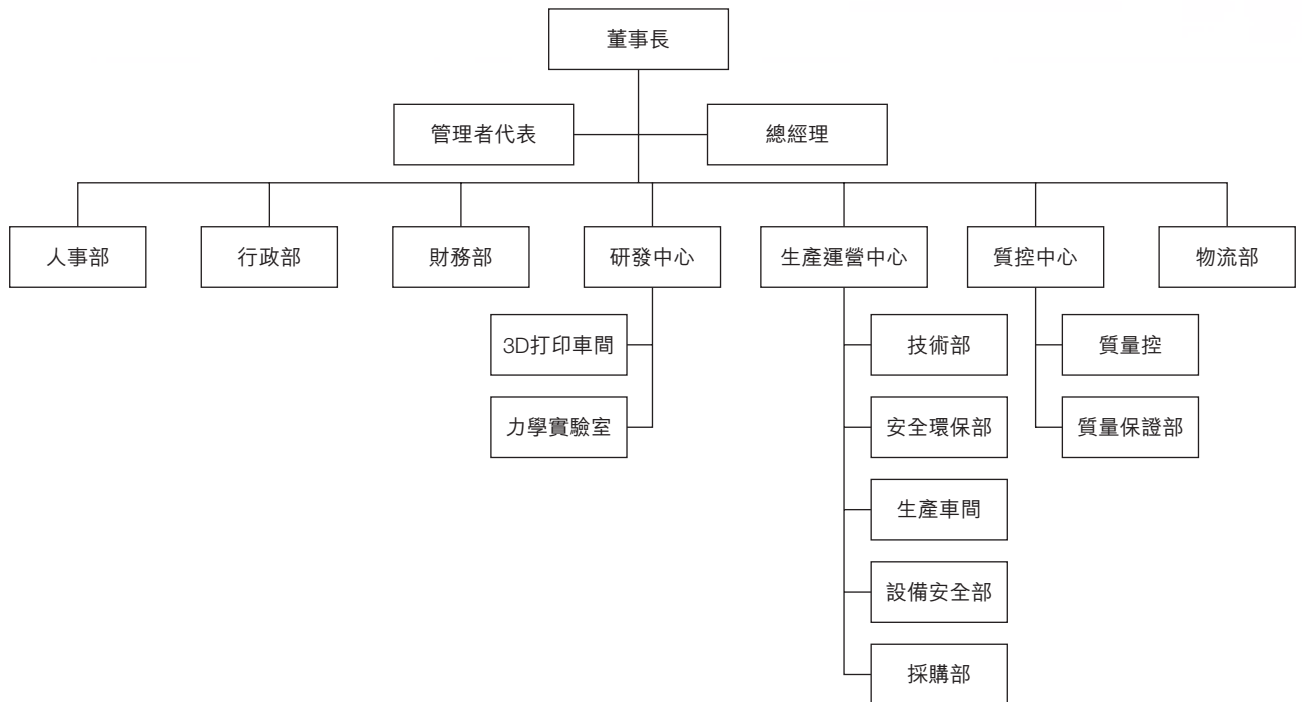 董事長
管理者代表
總經理
人事部
行政部
財務部
研發中心
生產運營中心
質控中心
物流部
3D打印車間
技術部
質量控
力學實驗室
安全環保部
質量保證部
生產車間
設備安全部
採購部